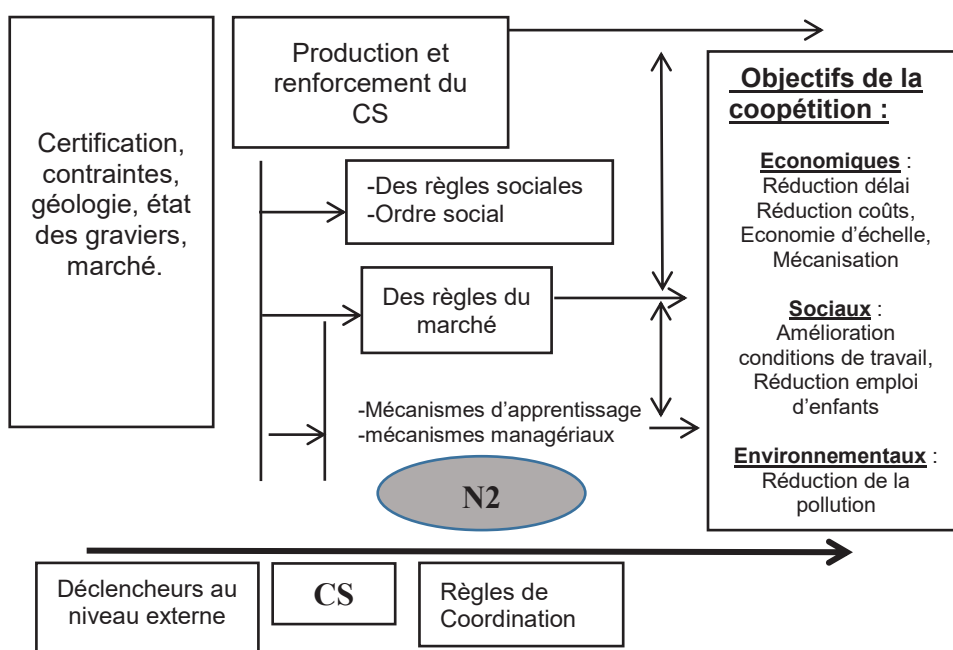 Certification,
contraintes,
géologie, état
des graviers,
marché.
Production et
renforcement du
CS
-Des règles sociales
-Ordre social
Des règles du
marché
-Mécanismes d'apprentissage
-mécanismes managériaux
N2
Objectifs de la
coopétition :
Economiques :
Réduction délai
Réduction coûts,
Economie d'échelle,
Mécanisation
Sociaux :
Amélioration
conditions de travail,
Réduction emploi
d'enfants
Environnementaux :
Réduction de la
pollution
Déclencheurs au
niveau externe
CS
Règles de
Coordination